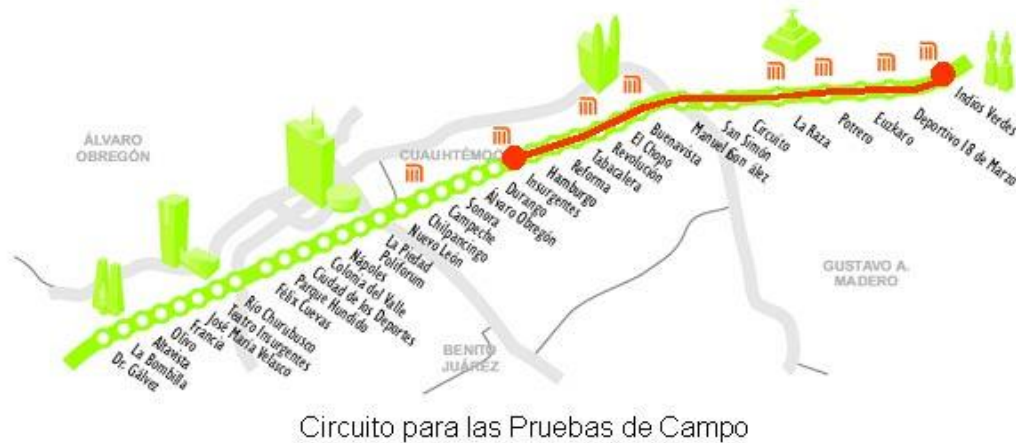 ÁLVARO
OBREGÓN
CUAUHTÉMOC
GUSTAVO A.
MADERO
BENITO
JUÁREZ
Indios Verdes
Deportivo 18 de Marzo
Euzkaro
Potrero
La Raza
Circuito
San Simón
Manuel Gon ález
Buenavista
El Chopo
Revolución
Tabacalera
Reforma
Hamburgo
Insurgentes
Durango
Álvaro Obregón
Sonora
Campeche
Chilpancingo
Nuevo León
La Piedad
Poliforum
Nápoles
Colonia del Valle
Ciudad de los Deportes
Parque Hundido
Félix Cuevas
Río Churubusco
Teatro Insurgentes
José María Velasco
Francia
Olivo
Altavista
La Bombilla
Dr. Gálvez
Circuito para las Pruebas de Campo